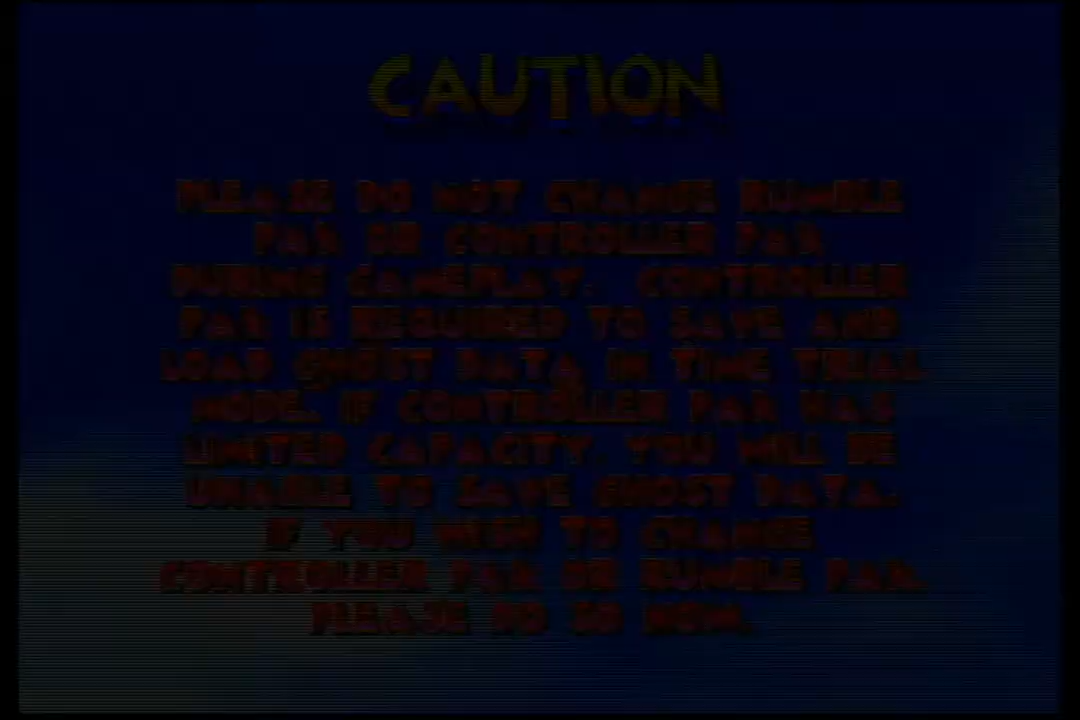 CAUTION
PLEASE DO NOT CHANGE RUMBLE
PAK OR CONTROLLER PAK
DURING GAMEPLAY. CONTROLLER
PAK IS REQUIRED TO SAVE AND
LOAD GHOST DATA IN TIME TRIAL
MODE. IF CONTROLLER PAK HAS
LIMITED CAPACITY, YOU WILL BE
UNABLE TO SAVE GHOST DATA.
IF YOU WISH TO CHANGE
CONTROLLER PAK OR RUMBLE PAK,
PLEASE DO SO NOW.